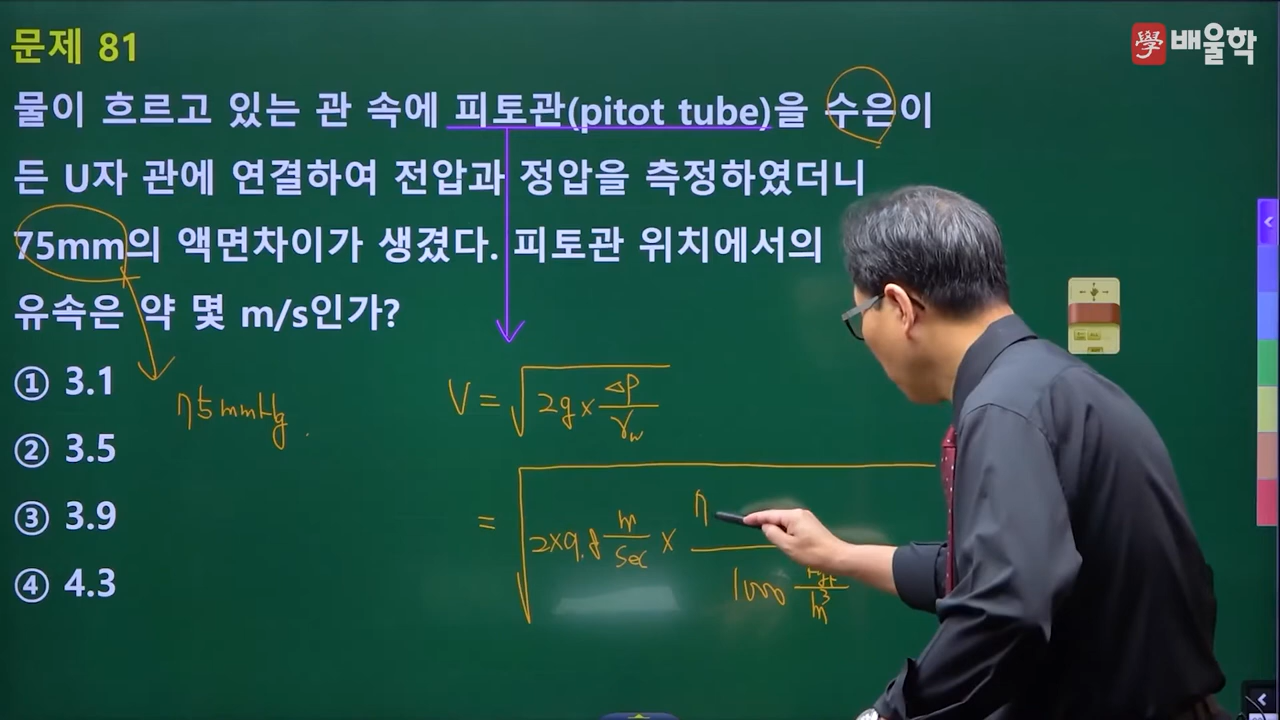 문제 81
學 배울학
물이 흐르고 있는 관 속에 피토관(pitot tube)을 수은이
든 U자 관에 연결하여 전압과 정압을 측정하였더니
75mm의 액면차이가 생겼다. 피토관 위치에서의
유속은 약 몇 m/s인가?
① 3.1
② 3.5
③ 3.9
④ 4.3
75mmHg.
V = √2g × ΔP/γw
= √2×9.8 m/sec × 7
1000 kgf/m³